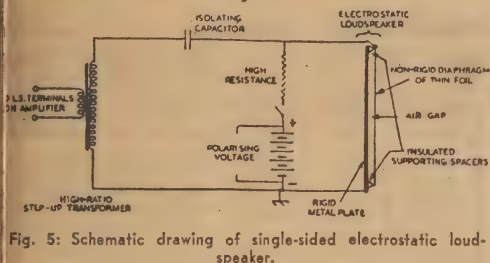 ISOLATING
CAPACITOR
ELECTROSTATIC
LOUDSPEAKER
HIGH
RESISTANCE
NON-RIGID DIAPHRAGM
OF THIN FOIL
L.S. TERMINALS
ON AMPLIFIER
AIR GAP
+
POLARISING
VOLTAGE
INSULATED
SUPPORTING SPACERS
-
HIGH-RATIO
STEP-UP TRANSFORMER
RIGID
METAL PLATE
Fig. 5: Schematic drawing of single-sided electrostatic loud-
speaker.